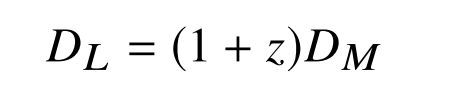 D_L = (1 + z)D_M